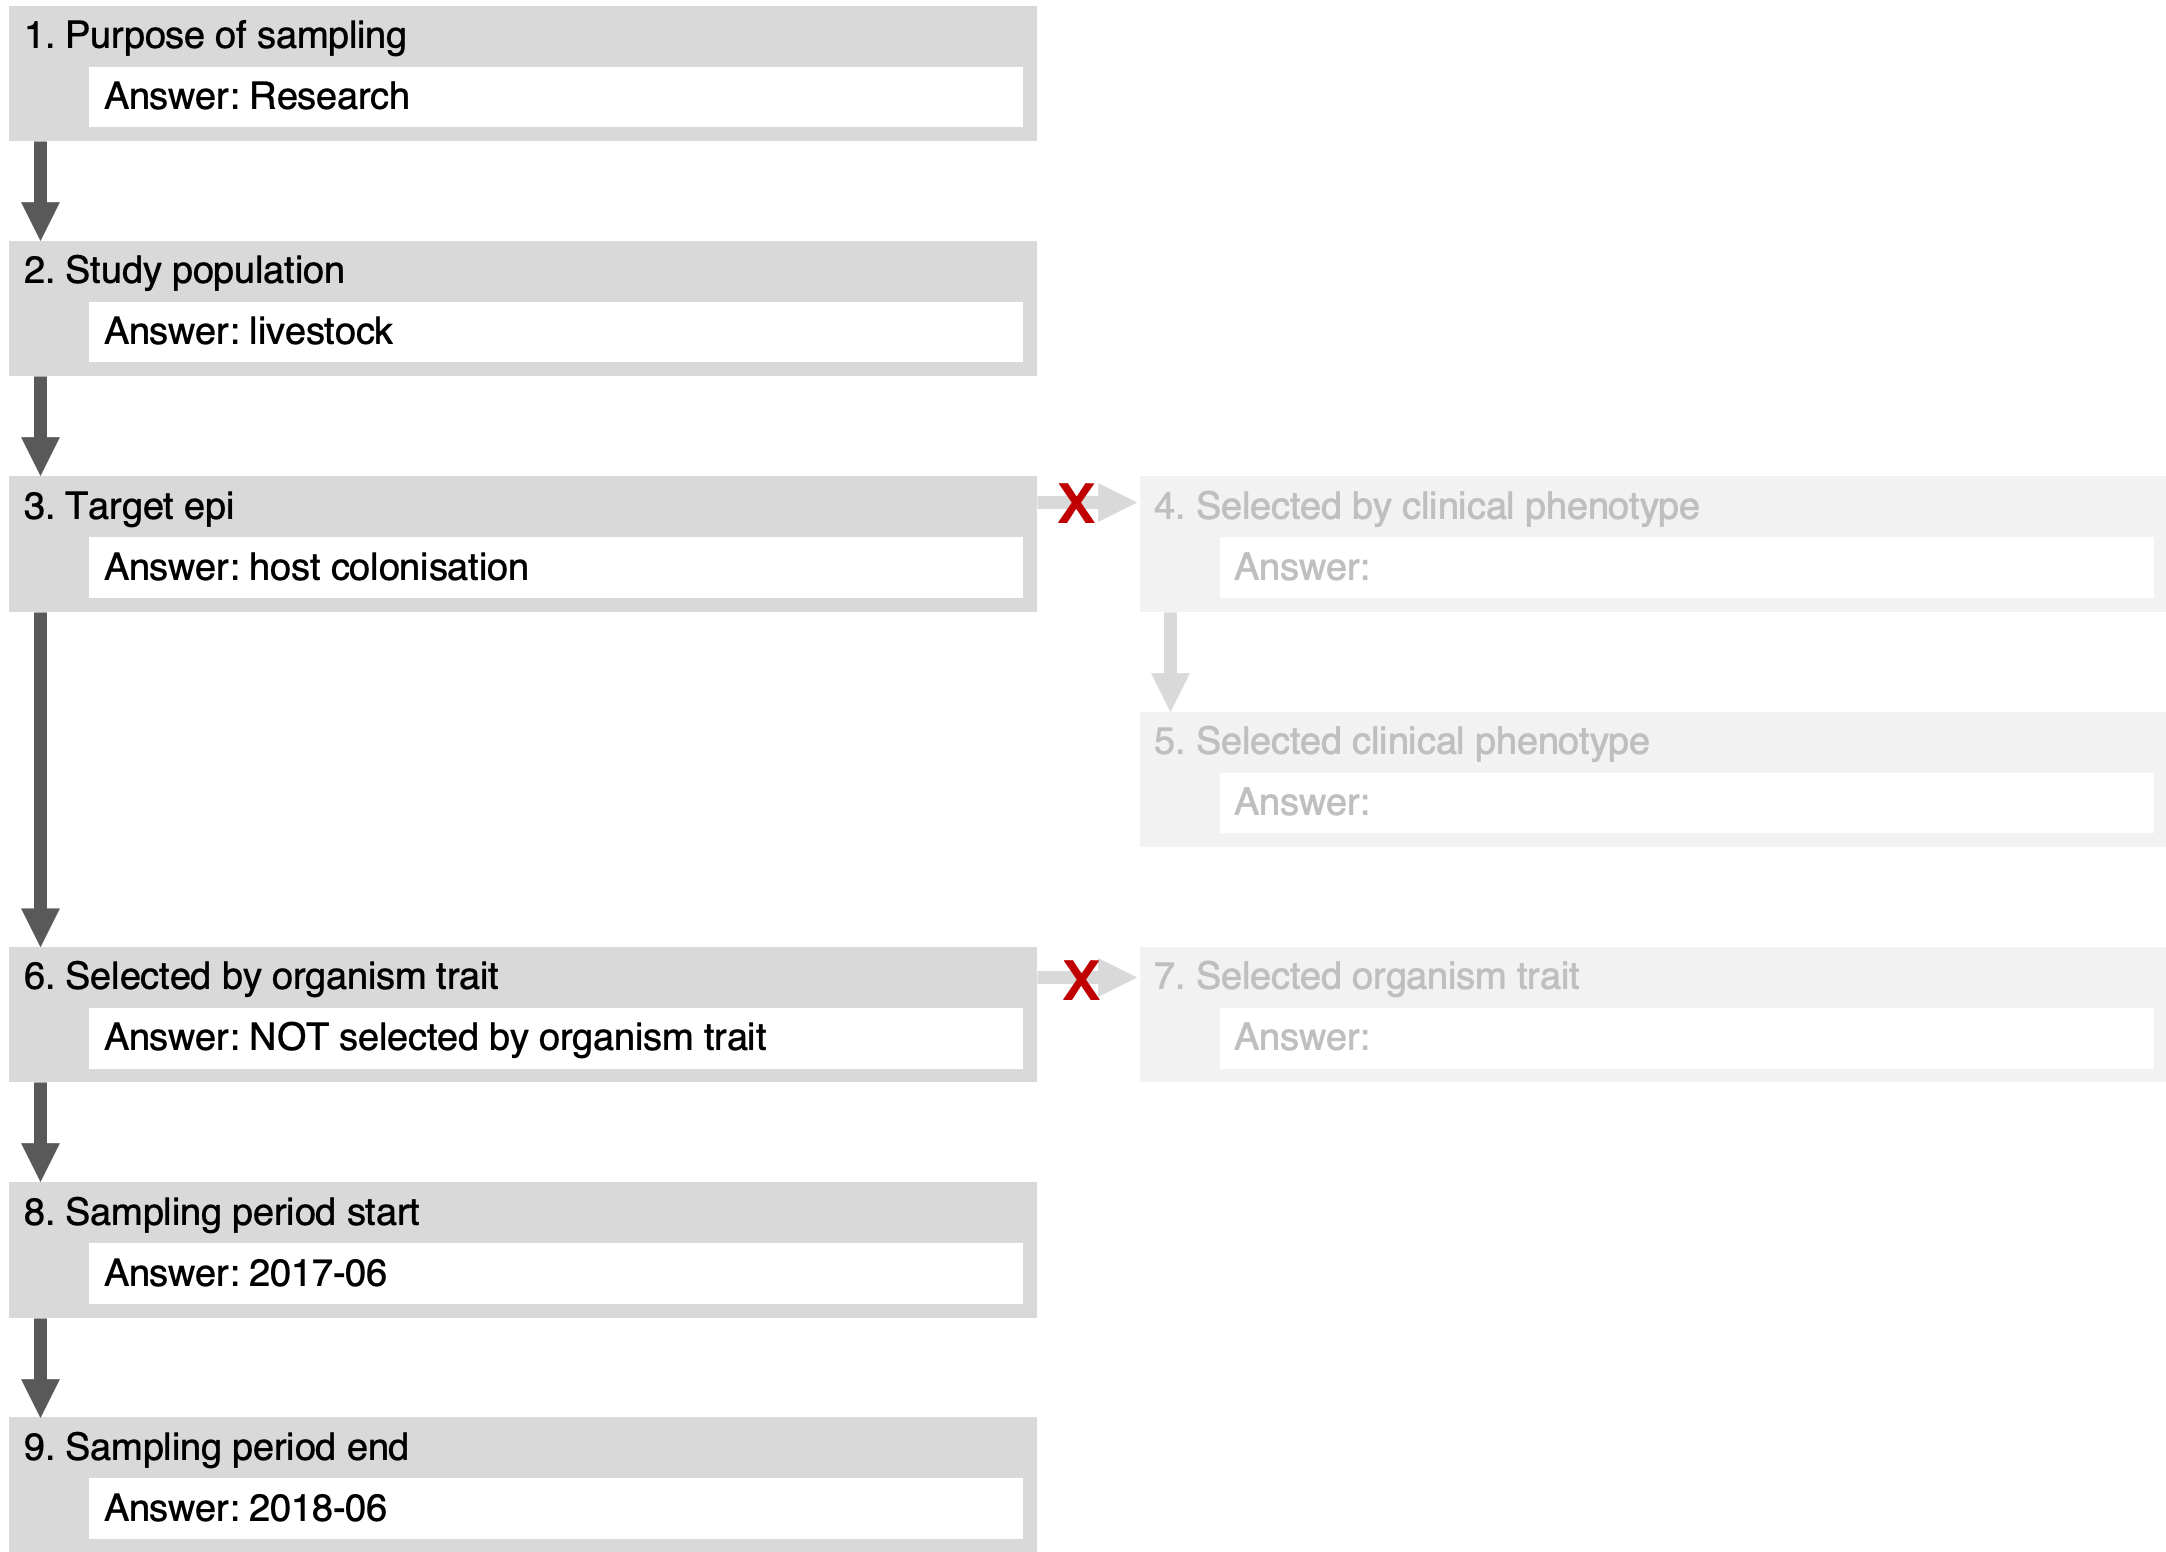 1. Purpose of sampling
Answer: Research
2. Study population
Answer: livestock
3. Target epi
Answer: host colonisation
X
4. Selected by clinical phenotype
Answer:
5. Selected clinical phenotype
Answer:
6. Selected by organism trait
Answer: NOT selected by organism trait
X
7. Selected organism trait
Answer:
8. Sampling period start
Answer: 2017-06
9. Sampling period end
Answer: 2018-06